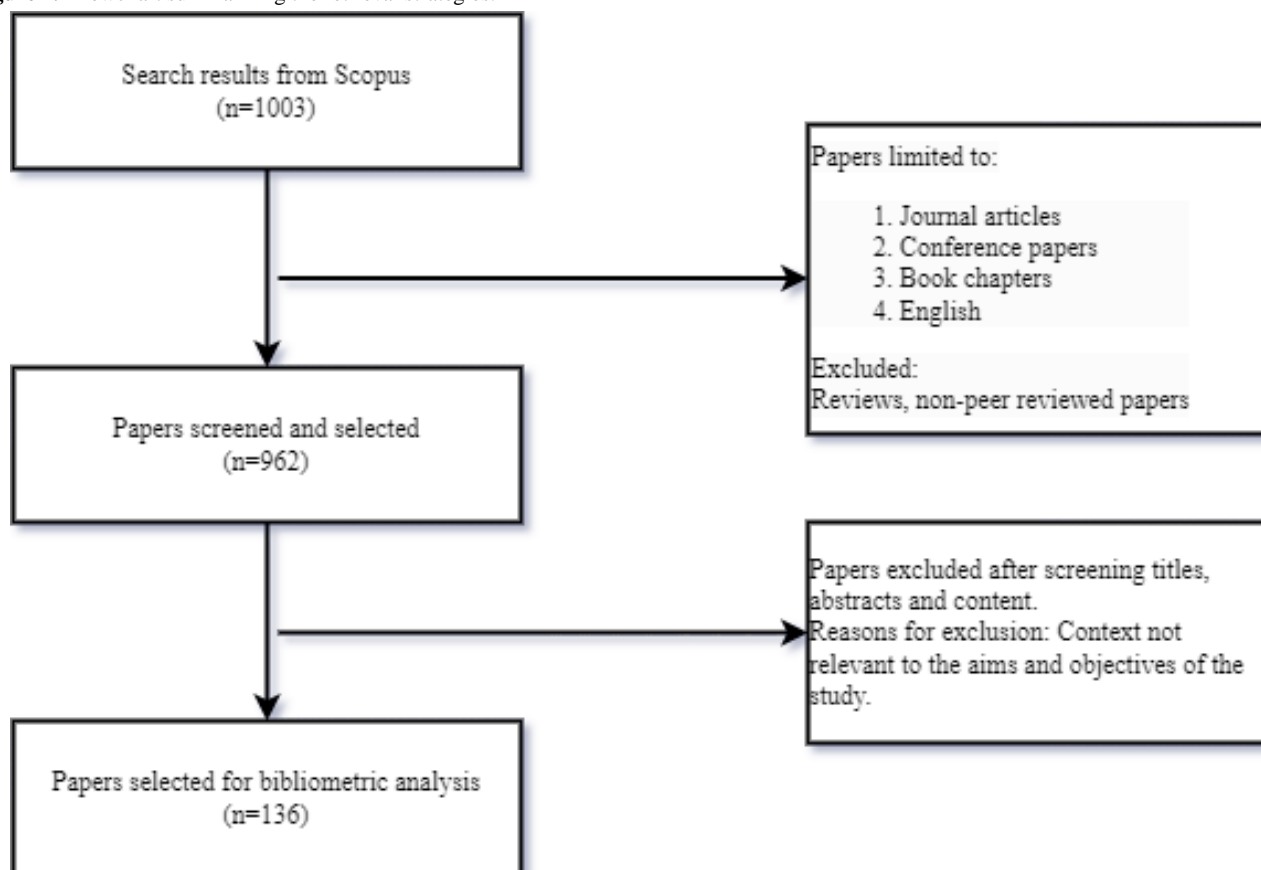 Search results from Scopus
(n=1003)
Papers limited to:
1. Journal articles
2. Conference papers
3. Book chapters
4. English
Excluded:
Reviews, non-peer reviewed papers
Papers screened and selected
(n=962)
Papers excluded after screening titles,
abstracts and content.
Reasons for exclusion: Context not
relevant to the aims and objectives of the
study.
Papers selected for bibliometric analysis
(n=136)